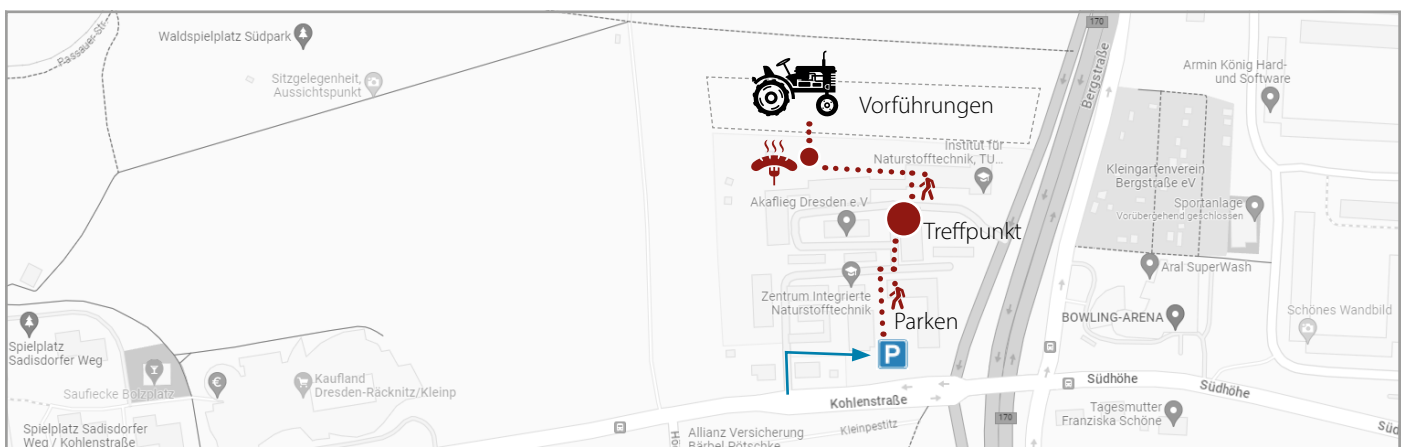 170
Passauer-Str.
Waldspielplatz Südpark
Sitzgelegenheit,
Aussichtspunkt
Bergstraße
Armin König Hard-
und Software
Vorführungen
Institut für
Naturstofftechnik, TU...
Kleingartenverein
Bergstraße eV
Akaflieg Dresden e.V
Sportanlage
Vorübergehend geschlossen
Treffpunkt
Aral SuperWash
Zentrum Integrierte
Naturstofftechnik
Parken
P
BOWLING-ARENA
Schönes Wandbild
Spielplatz
Sadisdorfer Weg
Saufiecke Bolzplatz
€
Kaufland
Dresden-Räcknitz/Kleinp
Südhöhe
Südhöhe
Kohlenstraße
Tagesmutter
Franziska Schöne
170
Spielplatz Sadisdorfer
Weg / Kohlenstraße
Allianz Versicherung
Bärbel Pötschke
Kleinpestitz
Süd